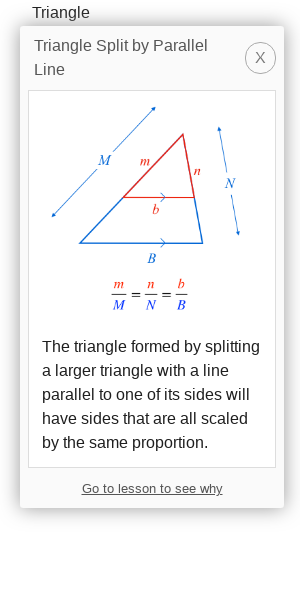 Triangle
Triangle Split by Parallel
Line
X
M
m
n
N
b
B
m/M = n/N = b/B
The triangle formed by splitting
a larger triangle with a line
parallel to one of its sides will
have sides that are all scaled
by the same proportion.
Go to lesson to see why